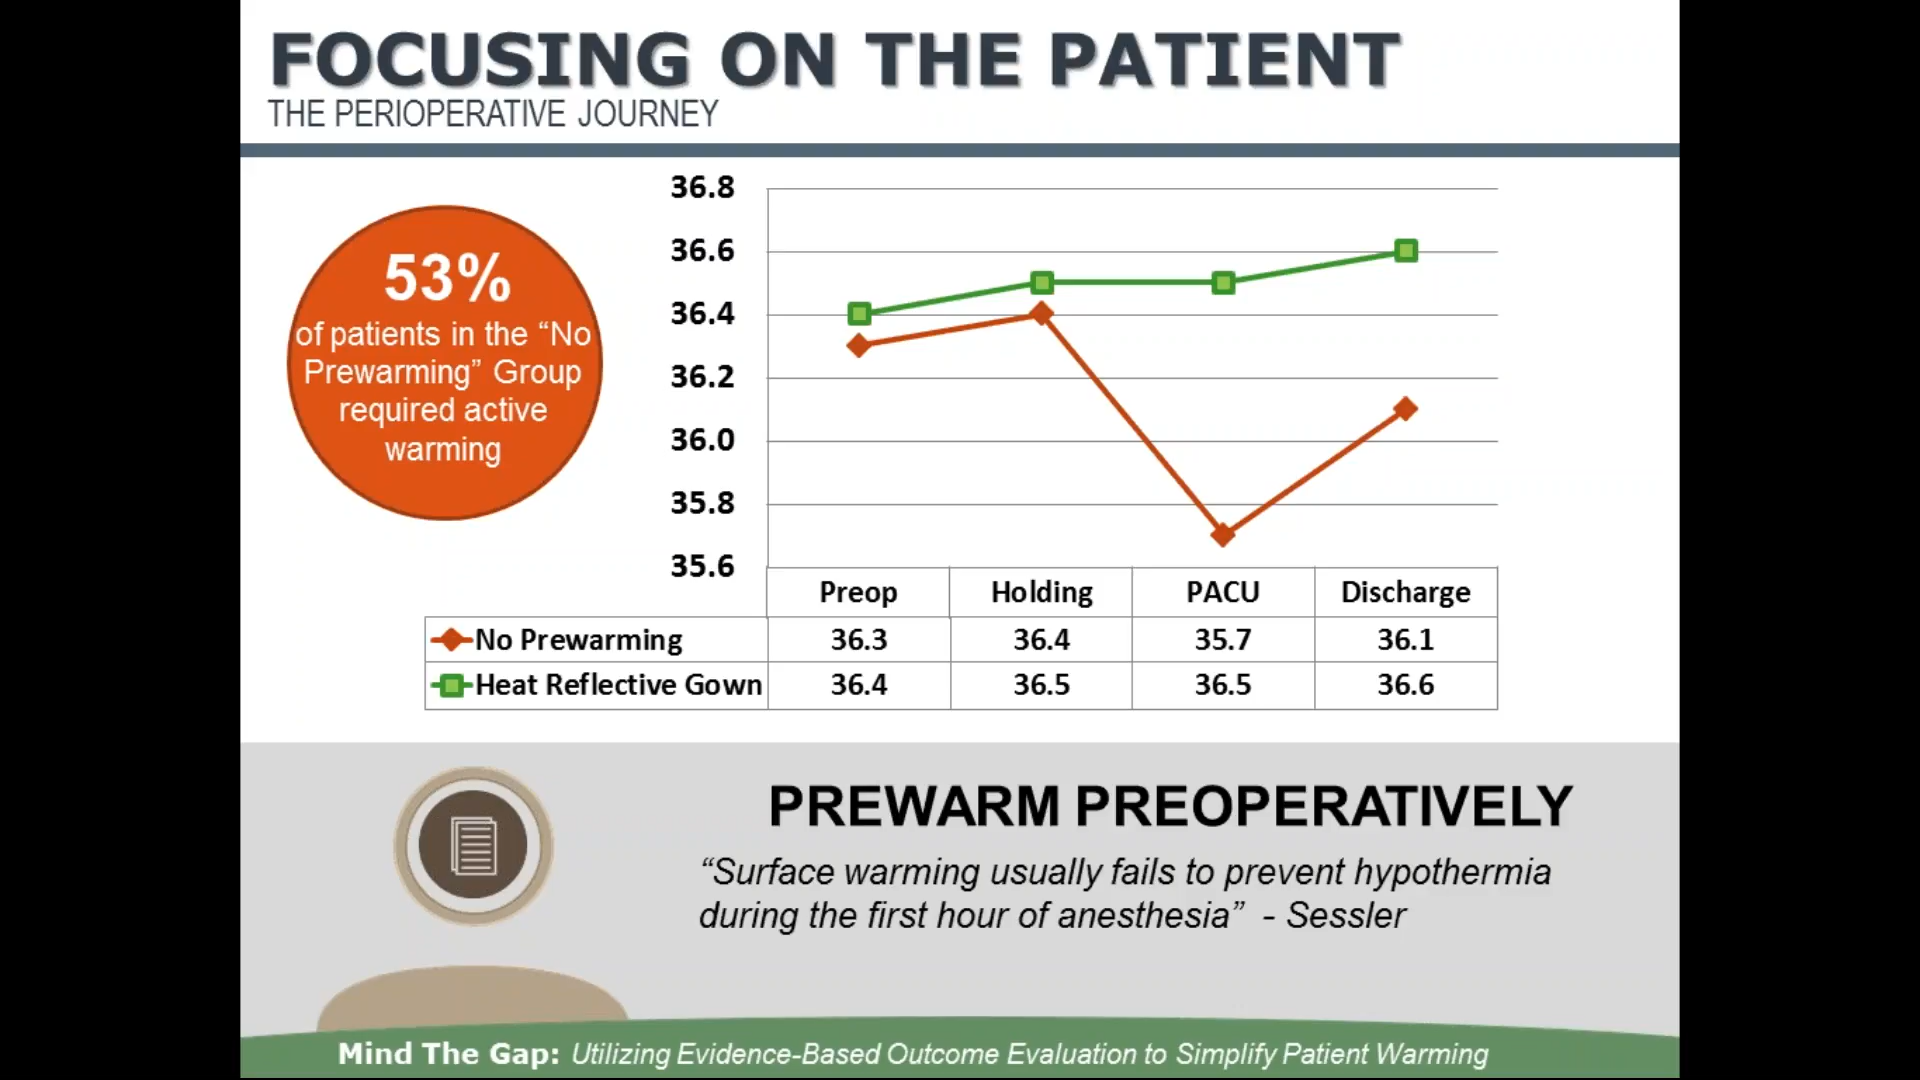 FOCUSING ON THE PATIENT
THE PERIOPERATIVE JOURNEY
53%
of patients in the “No
Prewarming” Group
required active
warming
36.8
36.6
36.4
36.2
36.0
35.8
35.6
Preop Holding PACU Discharge
No Prewarming 36.3 36.4 35.7 36.1
Heat Reflective Gown 36.4 36.5 36.5 36.6
PREWARM PREOPERATIVELY
“Surface warming usually fails to prevent hypothermia
during the first hour of anesthesia” - Sessler
Mind The Gap: Utilizing Evidence-Based Outcome Evaluation to Simplify Patient Warming